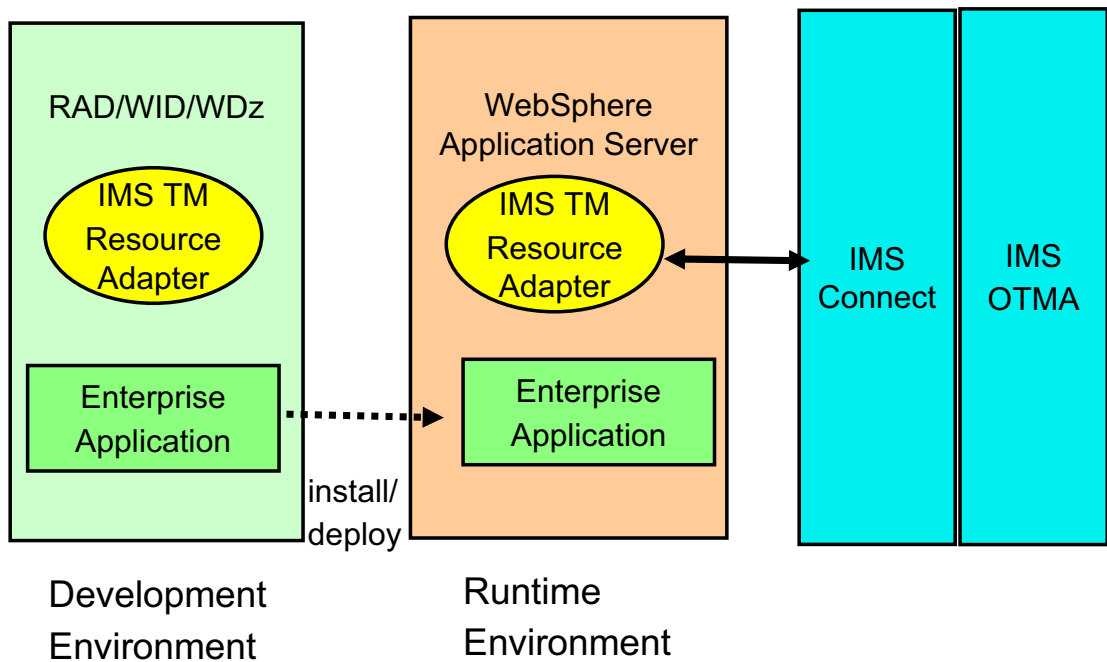 RAD/WID/WDz
IMS TM
Resource
Adapter
Enterprise
Application
install/
deploy
Development
Environment
WebSphere
Application Server
IMS TM
Resource
Adapter
Enterprise
Application
Runtime
Environment
IMS
Connect
IMS
OTMA